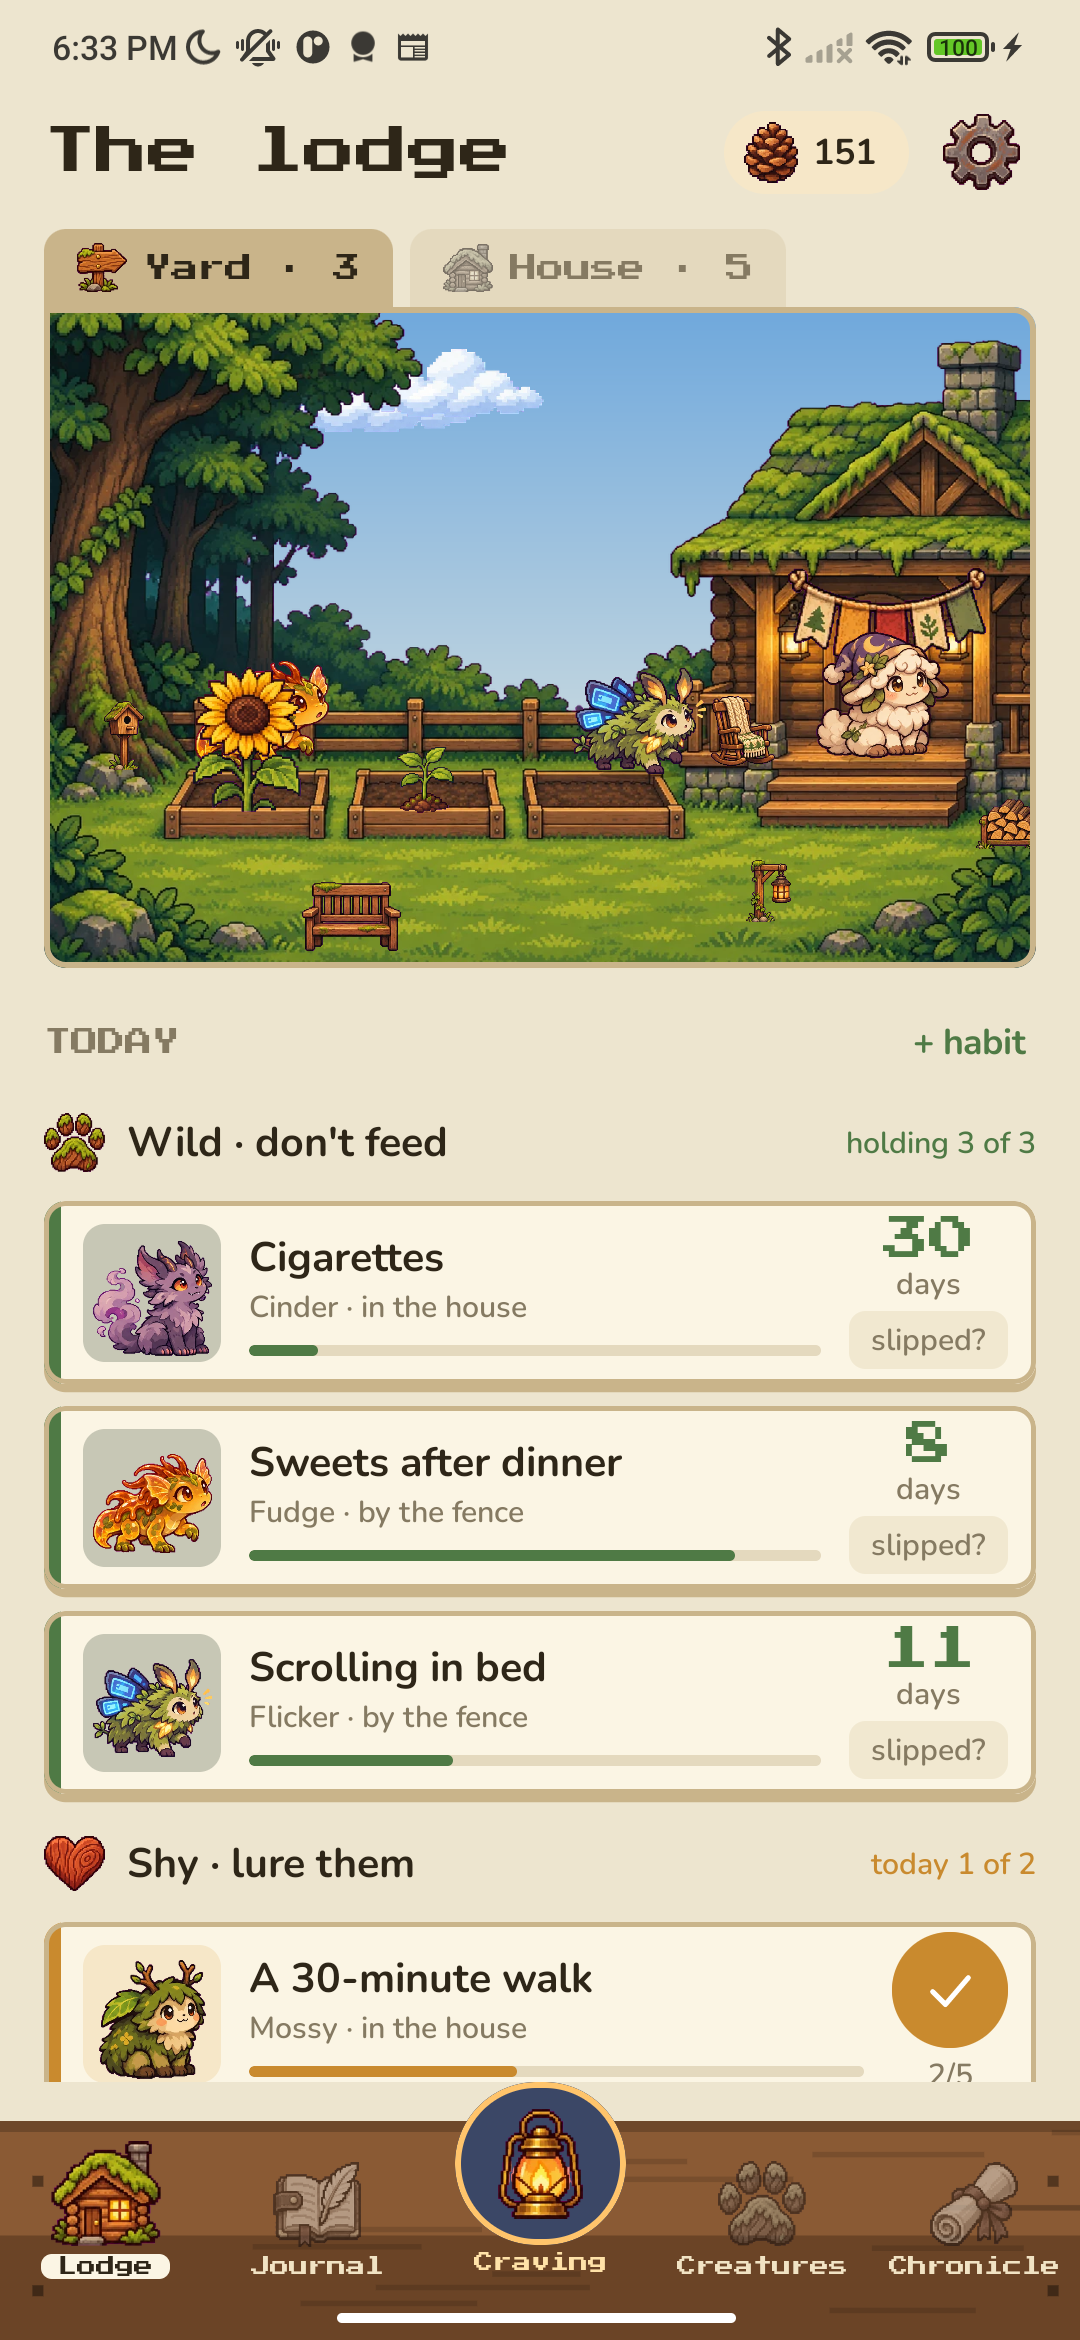 6:33 PM
100
The lodge
151
Yard · 3
House · 5
TODAY
+ habit
Wild · don't feed
holding 3 of 3
Cigarettes
Cinder · in the house
30
days
slipped?
Sweets after dinner
Fudge · by the fence
8
days
slipped?
Scrolling in bed
Flicker · by the fence
11
days
slipped?
Shy · lure them
today 1 of 2
A 30-minute walk
Mossy · in the house
2/5
Lodge
Journal
Craving
Creatures
Chronicle